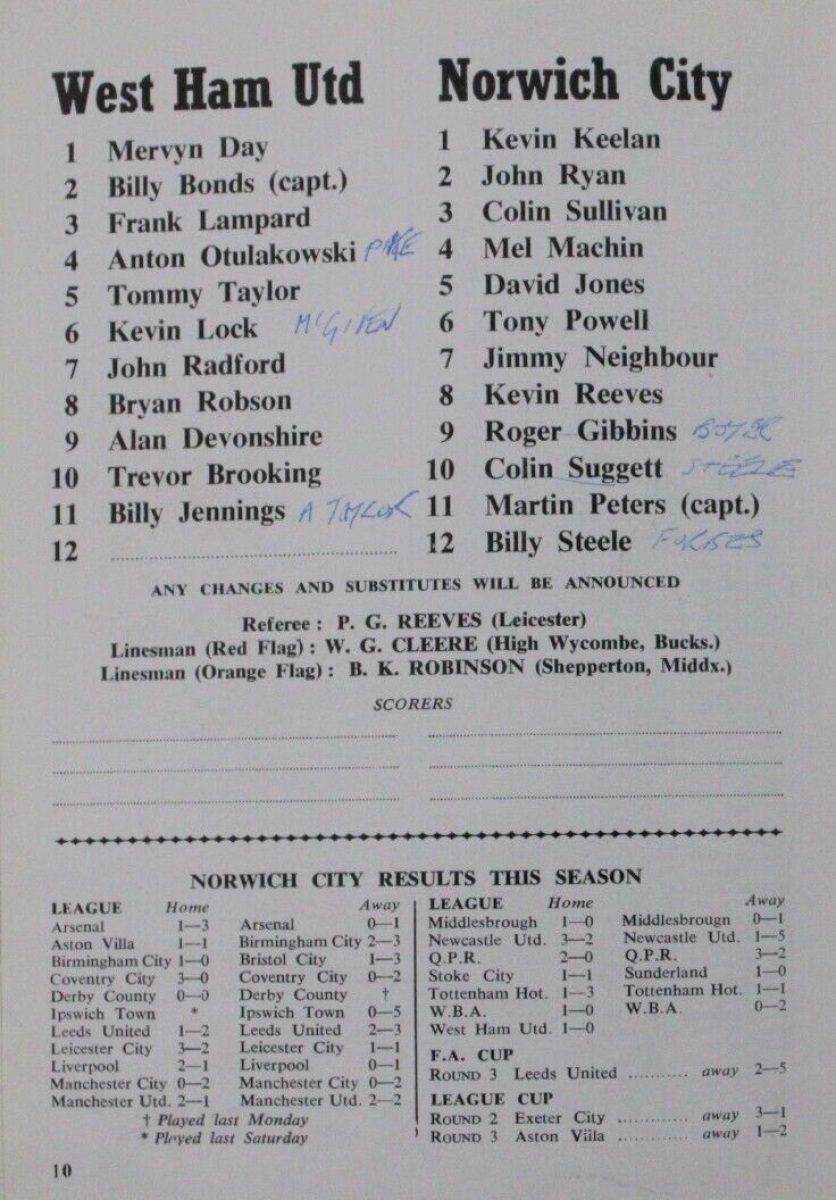 West Ham Utd
1 Mervyn Day
2 Billy Bonds (capt.)
3 Frank Lampard
4 Anton Otulakowski PIKE
5 Tommy Taylor
6 Kevin Lock McGIVEN
7 John Radford
8 Bryan Robson
9 Alan Devonshire
10 Trevor Brooking
11 Billy Jennings A TAYLOR
12
Norwich City
1 Kevin Keelan
2 John Ryan
3 Colin Sullivan
4 Mel Machin
5 David Jones
6 Tony Powell
7 Jimmy Neighbour
8 Kevin Reeves
9 Roger Gibbins
10 Colin Suggett STEELE
11 Martin Peters (capt.)
12 Billy Steele FORBES
ANY CHANGES AND SUBSTITUTES WILL BE ANNOUNCED
Referee : P. G. REEVES (Leicester)
Linesman (Red Flag) : W. G. CLEERE (High Wycombe, Bucks.)
Linesman (Orange Flag) : B. K. ROBINSON (Shepperton, Middx.)
SCORERS
NORWICH CITY RESULTS THIS SEASON
LEAGUE Home Away
Arsenal 1—3 Arsenal 0—1
Aston Villa 1—1 Birmingham City 2—3
Birmingham City 1—0 Bristol City 1—3
Coventry City 3—0 Coventry City 0—2
Derby County 0—0 Derby County †
Ipswich Town * Ipswich Town 0—5
Leeds United 1—2 Leeds United 2—3
Leicester City 3—2 Leicester City 1—1
Liverpool 2—1 Liverpool 0—1
Manchester City 0—2 Manchester City 0—2
Manchester Utd. 2—1 Manchester Utd. 2—2
† Played last Monday
* Played last Saturday
LEAGUE Home Away
Middlesbrough 1—0 Middlesbrougn 0—1
Newcastle Utd. 3—2 Newcastle Utd. 1—5
Q.P.R. 2—0 Q.P.R. 3—2
Stoke City 1—1 Sunderland 1—0
Tottenham Hot. 1—3 Tottenham Hot. 1—1
W.B.A. 1—0 W.B.A. 0—2
West Ham Utd. 1—0
F.A. CUP
ROUND 3 Leeds United ........... away 2—5
LEAGUE CUP
ROUND 2 Exeter City ............. away 3—1
ROUND 3 Aston Viila ............. away 1—2
10